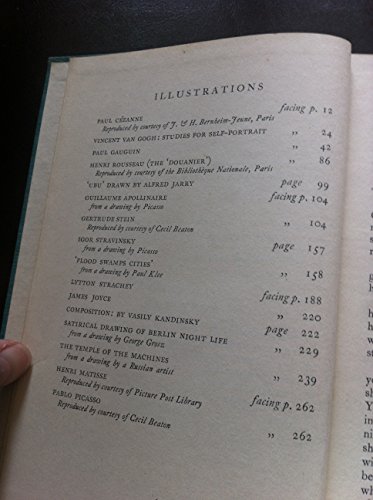 ILLUSTRATIONS
PAUL CÉZANNE facing p. 12
Reproduced by courtesy of J. & H. Bernheim-Jeune, Paris
VINCENT VAN GOGH: STUDIES FOR SELF-PORTRAIT ,, 24
PAUL GAUGUIN ,, 42
HENRI ROUSSEAU (THE 'DOUANIER') ,, 86
Reproduced by courtesy of the Bibliothèque Nationale, Paris
'UBU' DRAWN BY ALFRED JARRY page 99
GUILLAUME APOLLINAIRE facing p. 104
from a drawing by Picasso
GERTRUDE STEIN ,, 104
Reproduced by courtesy of Cecil Beaton
IGOR STRAVINSKY page 157
from a drawing by Picasso
'FLOOD SWAMPS CITIES' ,, 158
from a drawing by Paul Klee
LYTTON STRACHEY facing p. 188
JAMES JOYCE ,, 220
COMPOSITION: BY VASILY KANDINSKY page 222
SATIRICAL DRAWING OF BERLIN NIGHT LIFE ,, 229
from a drawing by George Grosz
THE TEMPLE OF THE MACHINES ,, 239
from a drawing by a Russian artist
HENRI MATISSE facing p. 262
Reproduced by courtesy of Picture Post Library
PABLO PICASSO ,, 262
Reproduced by courtesy of Cecil Beaton